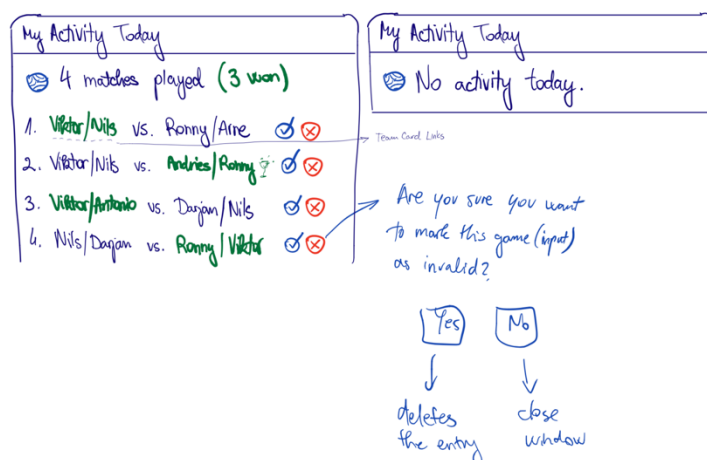 My Activity Today
4 matches played (3 won)
1. Viktor/Nils vs. Ronny/Arne
2. Viktor/Nils vs. Andries/Ronny
3. Viktor/Antonio vs. Darjan/Nils
4. Nils/Darjan vs. Ronny/Viktor
Team Card Links
My Activity Today
No activity today.
Are you sure you want
to mark this game (input)
as invalid?
Yes
No
deletes
the entry
close
window